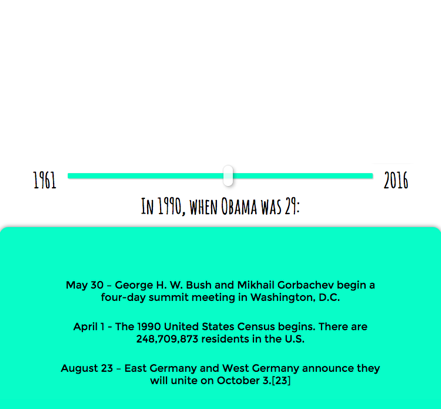 1961
2016
In 1990, when Obama was 29:
May 30 – George H. W. Bush and Mikhail Gorbachev begin a
four-day summit meeting in Washington, D.C.
April 1 - The 1990 United States Census begins. There are
248,709,873 residents in the U.S.
August 23 – East Germany and West Germany announce they
will unite on October 3.[23]